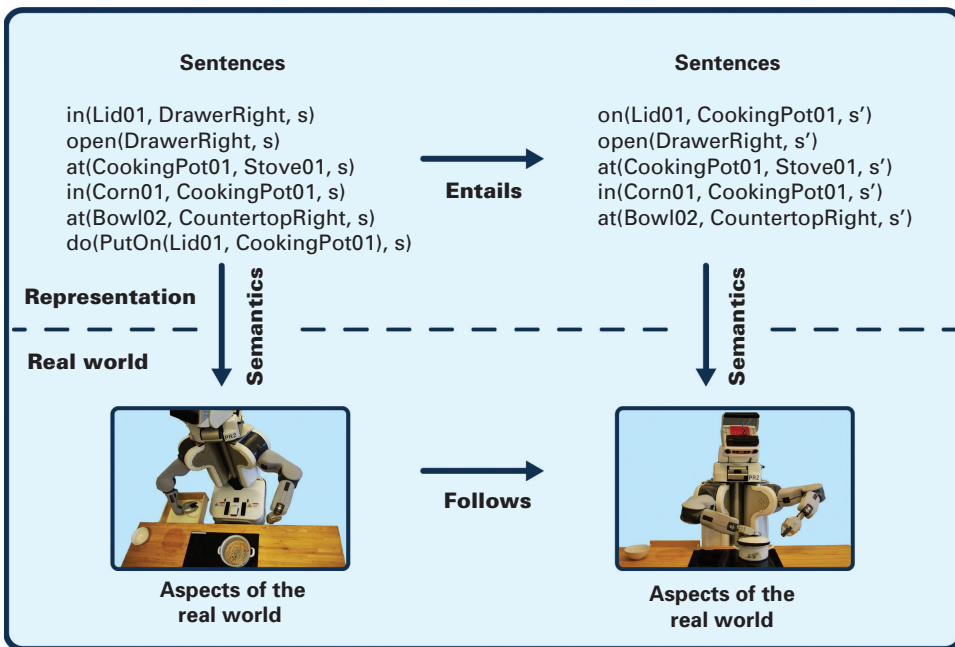 Sentences
in(Lid01, DrawerRight, s)
open(DrawerRight, s)
at(CookingPot01, Stove01, s)
in(Corn01, CookingPot01, s)
at(Bowl02, CountertopRight, s)
do(PutOn(Lid01, CookingPot01), s)
Entails
Sentences
on(Lid01, CookingPot01, s’)
open(DrawerRight, s’)
at(CookingPot01, Stove01, s’)
in(Corn01, CookingPot01, s’)
at(Bowl02, CountertopRight, s’)
Representation
Semantics
Semantics
Real world
PR2
Follows
PR2
Aspects of the
real world
Aspects of the
real world